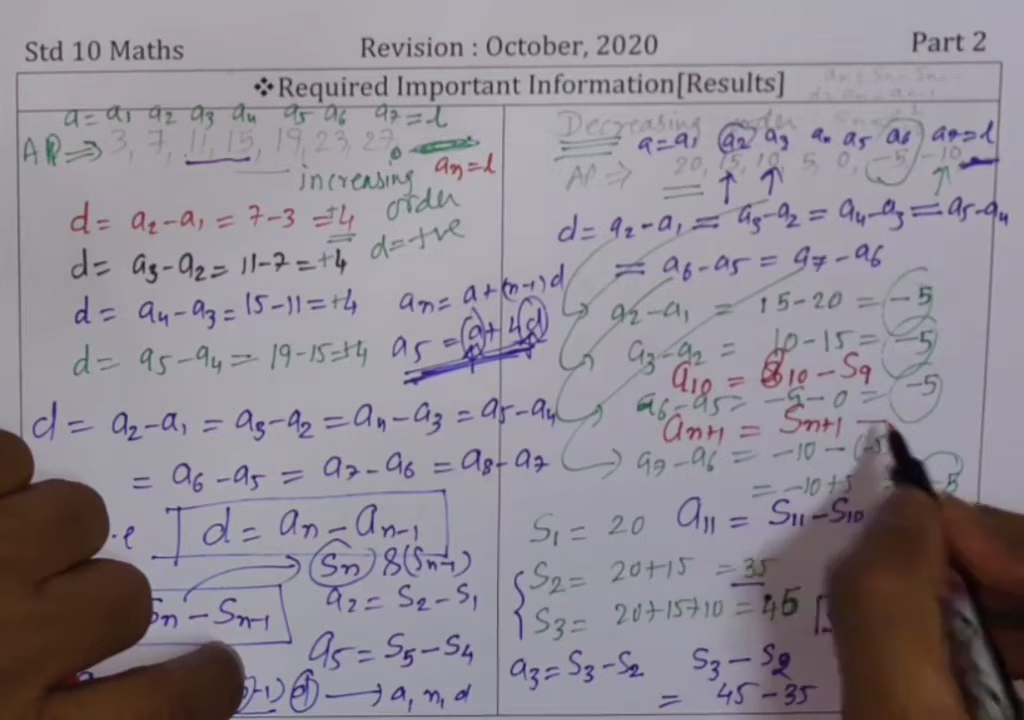 Std 10 Maths Revision : October, 2020 Part 2
❖Required Important Information[Results]
a= a1 a2 a3 a4 a5 a6 a7 = l
AP ⇒ 3, 7, 11, 15, 19, 23, 27
an = l
increasing order
d = a2 - a1 = 7-3 = +4
d = +ve
d = a3 - a2 = 11-7 = +4
d = a4 - a3 = 15-11 = +4
an = a+(n-1)d
d = a5 - a4 = 19-15 = +4
a5 = a + 4d
d = a2 - a1 = a3 - a2 = a4 - a3 = a5 - a4
= a6 - a5 = a7 - a6 = a8 - a7
.e d = an - an-1
Sn 8(Sn-1)
Sn - Sn-1
a2 = S2 - S1
a5 = S5 - S4
-1) d → a, n, d
Decreasing order
a=a1 a2 a3 a4 a5 a6 a7 = l
AP ⇒ 20, 15, 10, 5, 0, -5, -10
d = a2 - a1 = a3 - a2 = a4 - a3 = a5 - a4
= a6 - a5 = a7 - a6
a2 - a1 = 15-20 = -5
a3 - a2 = 10-15 = -5
a10 = S10 - S9
a6 - a5 = -5-0 = -5
an+1 = Sn+1 -
a7 - a6 = -10 - (-5)
= -10+5 = -5
S1 = 20
a11 = S11 - S10
S2 = 20+15 = 35
S3 = 20+15+10 = 45
a3 = S3 - S2
S3 - S2
= 45-35